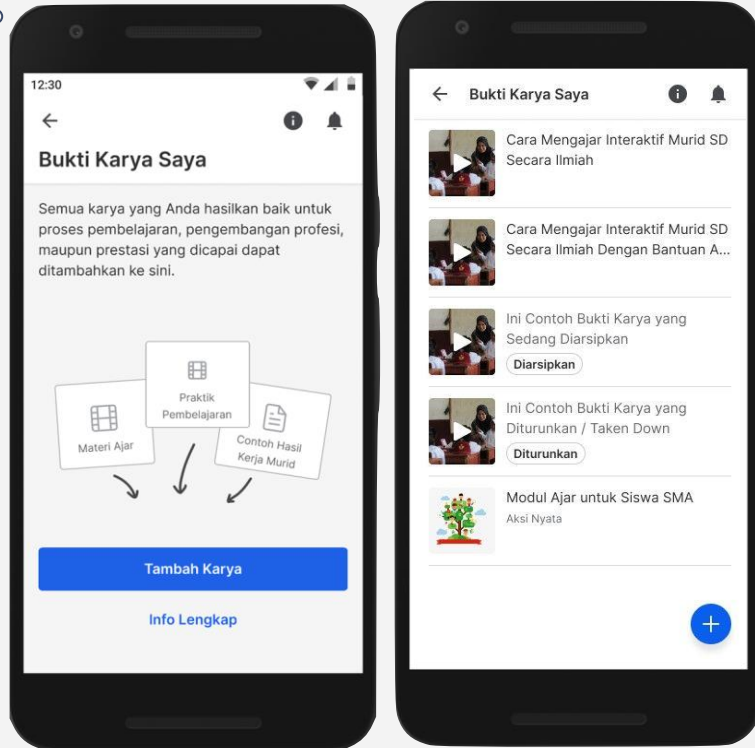 12:30
Bukti Karya Saya
Semua karya yang Anda hasilkan baik untuk
proses pembelajaran, pengembangan profesi,
maupun prestasi yang dicapai dapat
ditambahkan ke sini.
Praktik
Pembelajaran
Materi Ajar
Contoh Hasil
Kerja Murid
Tambah Karya
Info Lengkap
Bukti Karya Saya
Cara Mengajar Interaktif Murid SD
Secara Ilmiah
Cara Mengajar Interaktif Murid SD
Secara Ilmiah Dengan Bantuan A...
Ini Contoh Bukti Karya yang
Sedang Diarsipkan
Diarsipkan
Ini Contoh Bukti Karya yang
Diturunkan / Taken Down
Diturunkan
Modul Ajar untuk Siswa SMA
Aksi Nyata